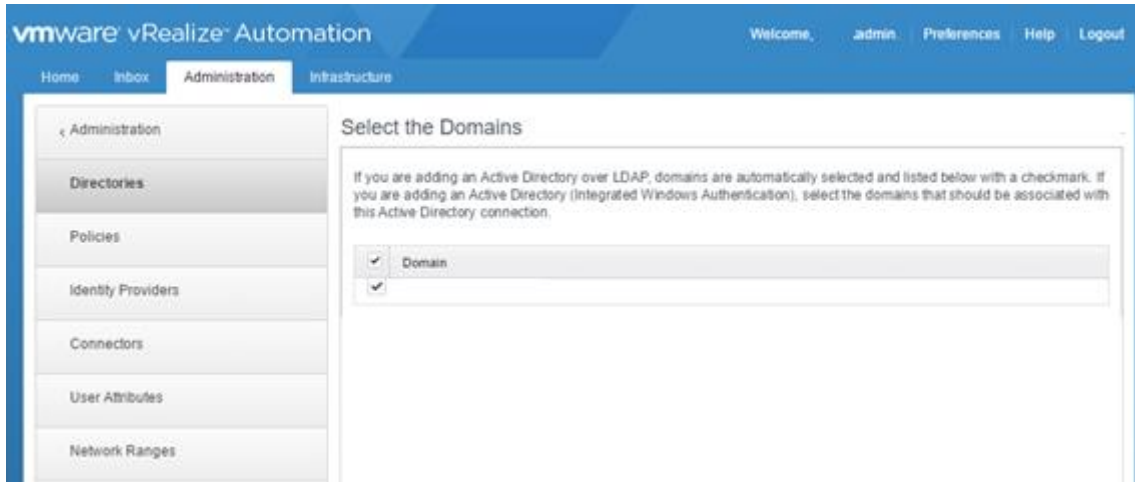 vmware vRealize Automation
Welcome, admin Preferences Help Logout
Home Inbox Administration Infrastructure
‹ Administration
Directories
Policies
Identity Providers
Connectors
User Attributes
Network Ranges
Select the Domains
If you are adding an Active Directory over LDAP, domains are automatically selected and listed below with a checkmark. If
you are adding an Active Directory (Integrated Windows Authentication), select the domains that should be associated with
this Active Directory connection.
Domain